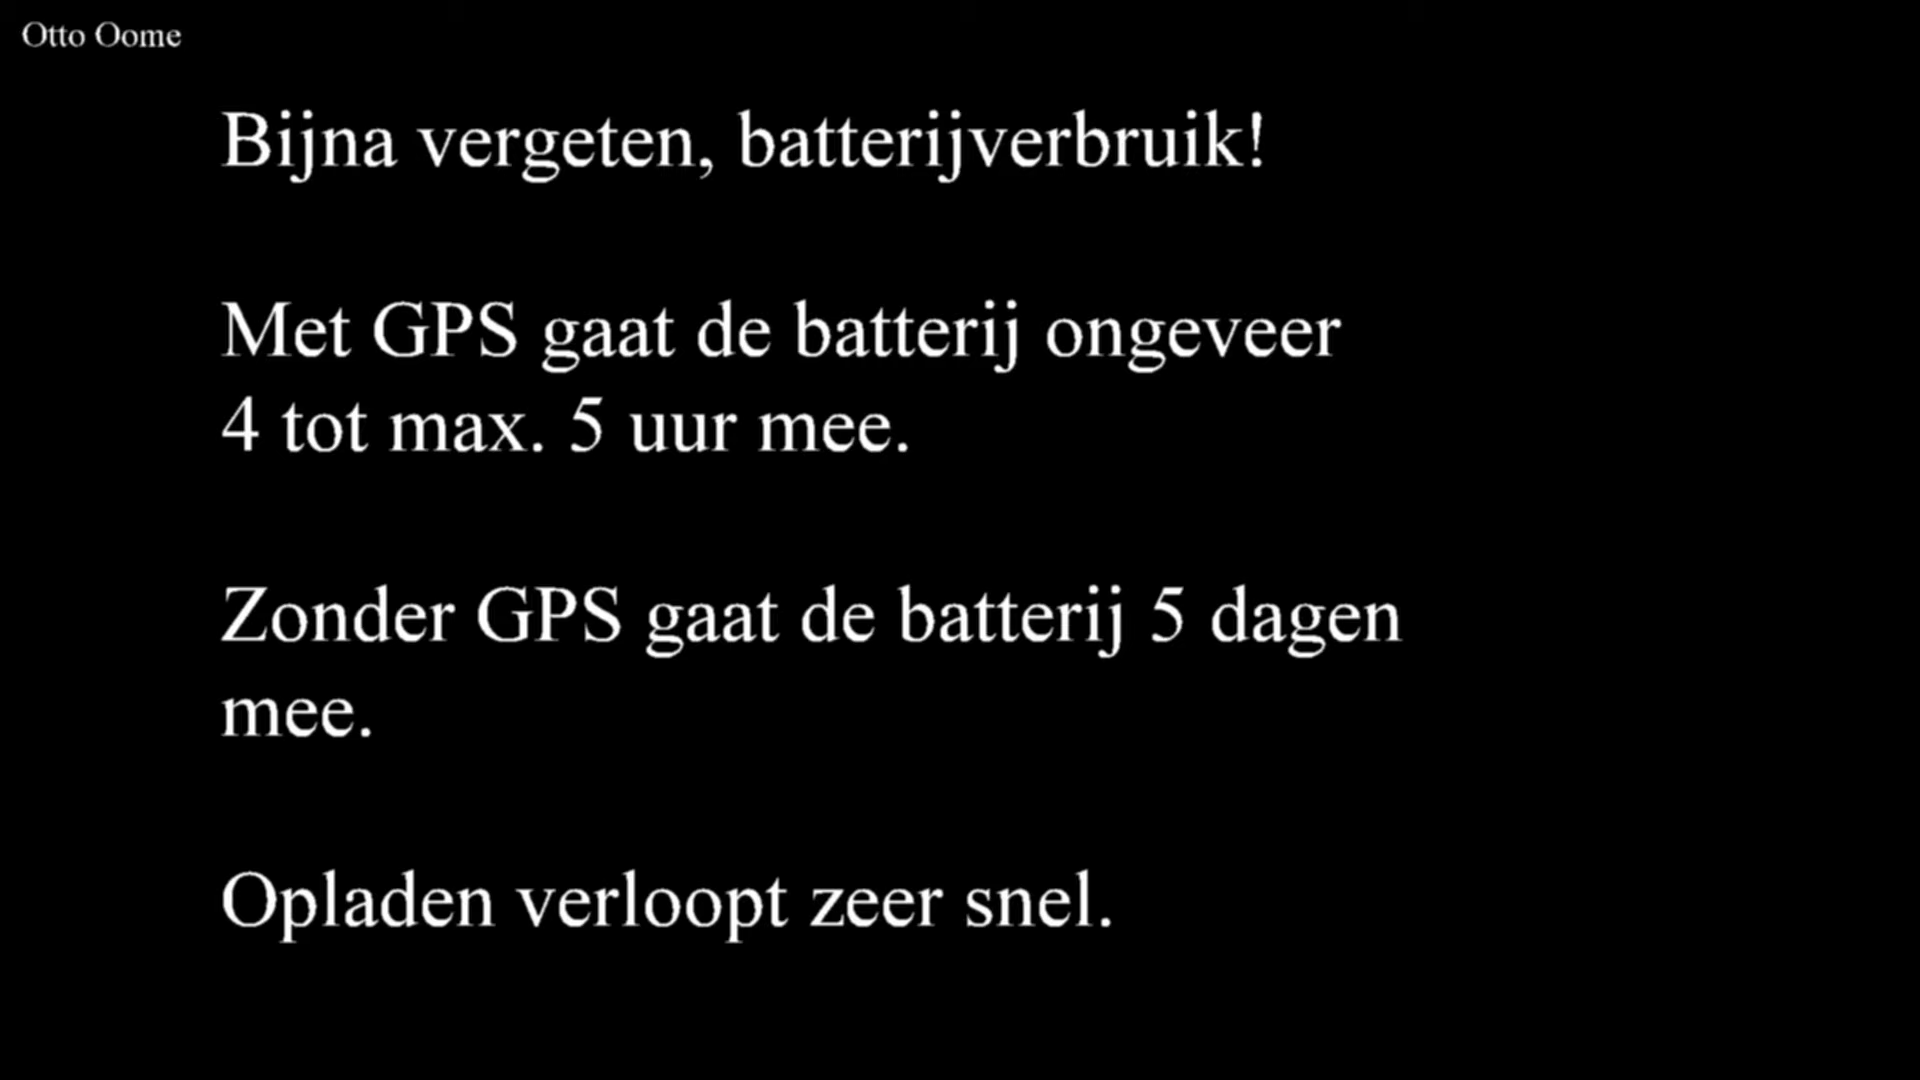 Otto Oome
Bijna vergeten, batterijverbruik!
Met GPS gaat de batterij ongeveer
4 tot max. 5 uur mee.
Zonder GPS gaat de batterij 5 dagen
mee.
Opladen verloopt zeer snel.